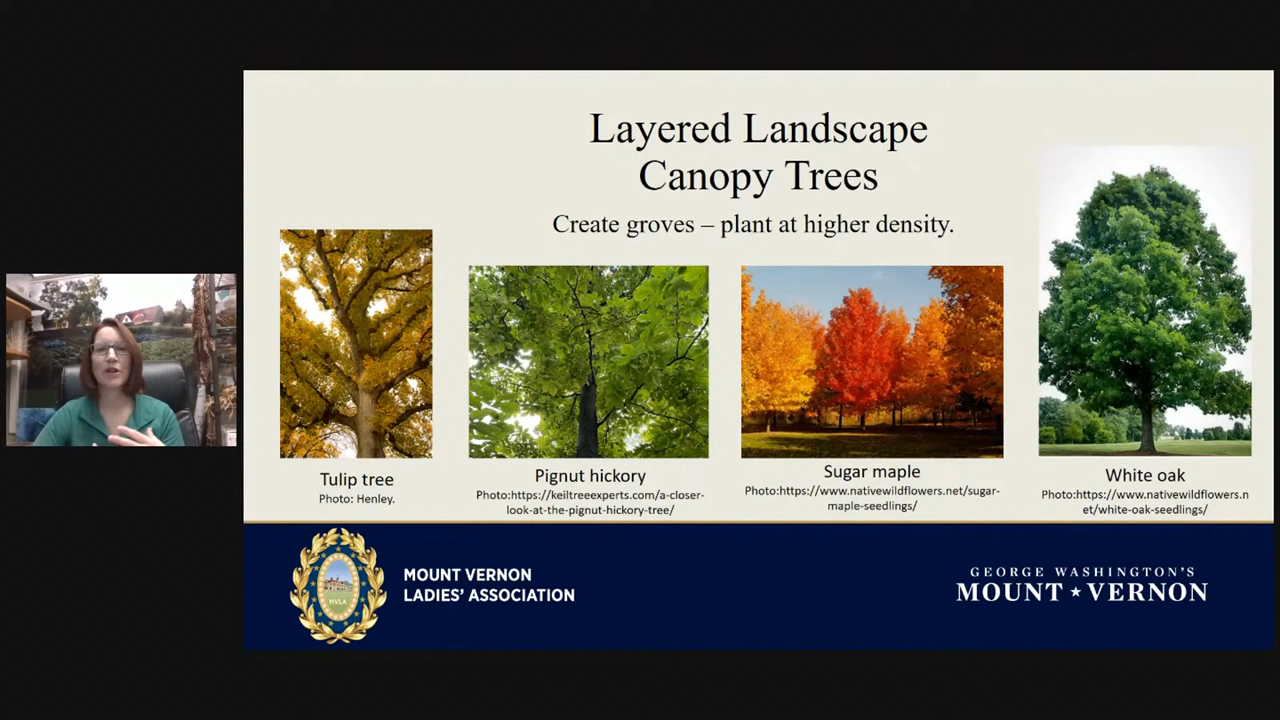 Layered Landscape
Canopy Trees
Create groves – plant at higher density.
Tulip tree
Photo: Henley.
Pignut hickory
Photo:https://keiltreeexperts.com/a-closer-
look-at-the-pignut-hickory-tree/
Sugar maple
Photo:https://www.nativewildflowers.net/sugar-
maple-seedlings/
White oak
Photo:https://www.nativewildflowers.n
et/white-oak-seedlings/
MVLA
MOUNT VERNON
LADIES’ ASSOCIATION
GEORGE WASHINGTON’S
MOUNT ★ VERNON